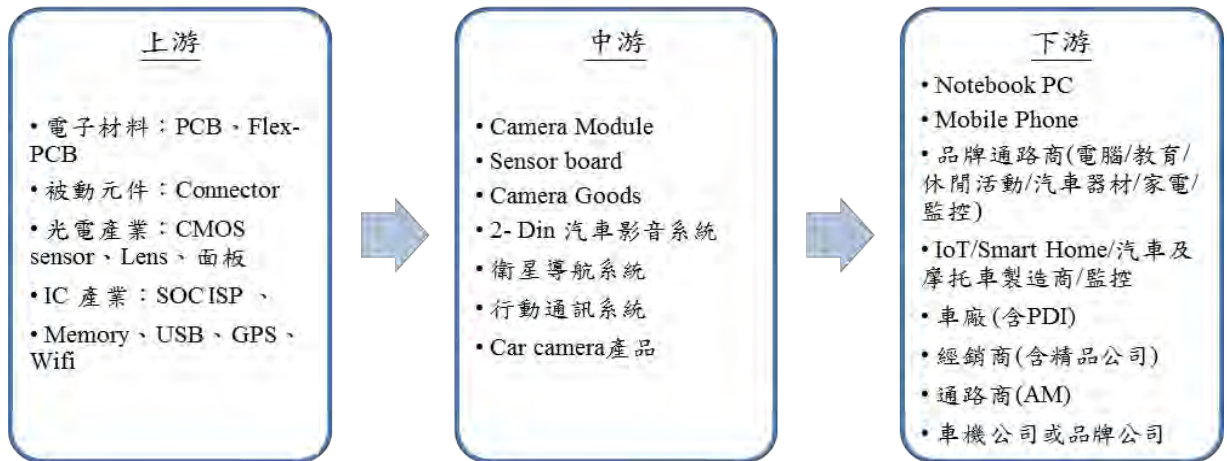 上游
• 電子材料：PCB、Flex-
PCB
• 被動元件：Connector
• 光電產業：CMOS
sensor、Lens、面板
• IC 產業：SOC ISP 、
• Memory、USB、GPS、
Wifi
中游
• Camera Module
• Sensor board
• Camera Goods
• 2- Din 汽車影音系統
• 衛星導航系統
• 行動通訊系統
• Car camera產品
下游
• Notebook PC
• Mobile Phone
• 品牌通路商(電腦/教育/
休閒活動/汽車器材/家電/
監控)
• IoT/Smart Home/汽車及
摩托車製造商/監控
• 車廠(含PDI)
• 經銷商(含精品公司)
• 通路商(AM)
• 車機公司或品牌公司